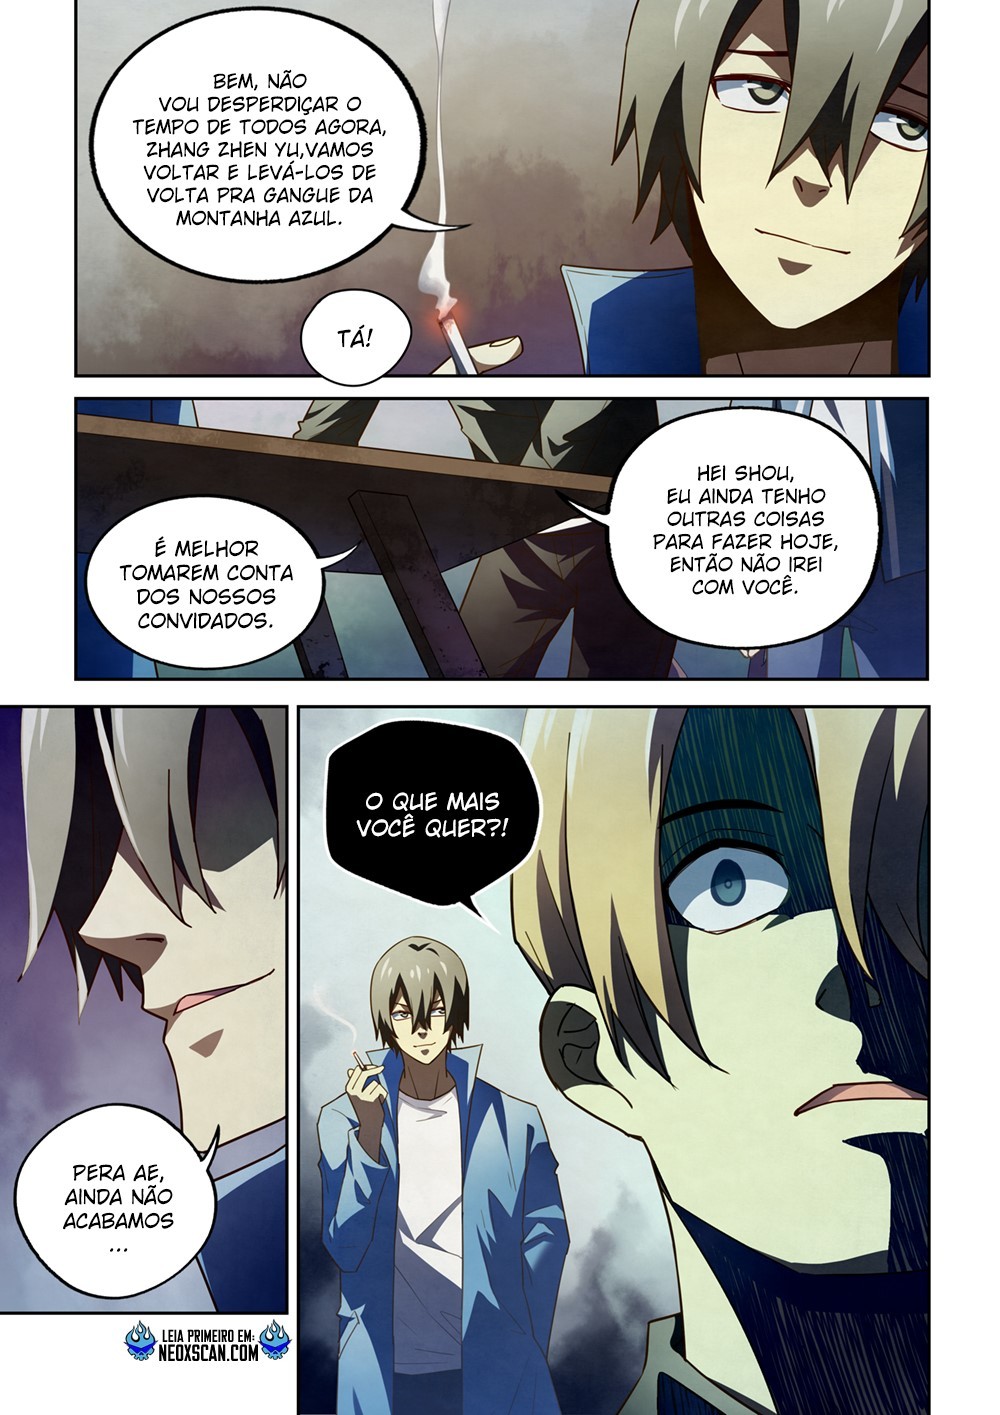 BEM, NÃO
VOU DESPERDIÇAR O
TEMPO DE TODOS AGORA,
ZHANG ZHEN YU,VAMOS
VOLTAR E LEVÁ-LOS DE
VOLTA PRA GANGUE DA
MONTANHA AZUL.
TÁ!
HEI SHOU,
EU AINDA TENHO
OUTRAS COISAS
PARA FAZER HOJE,
ENTÃO NÃO IREI
COM VOCÊ.
É MELHOR
TOMAREM CONTA
DOS NOSSOS
CONVIDADOS.
PERA AE,
AINDA NÃO
ACABAMOS
...
O QUE MAIS
VOCÊ QUER?!
LEIA PRIMEIRO EM:
NEOXSCAN.COM